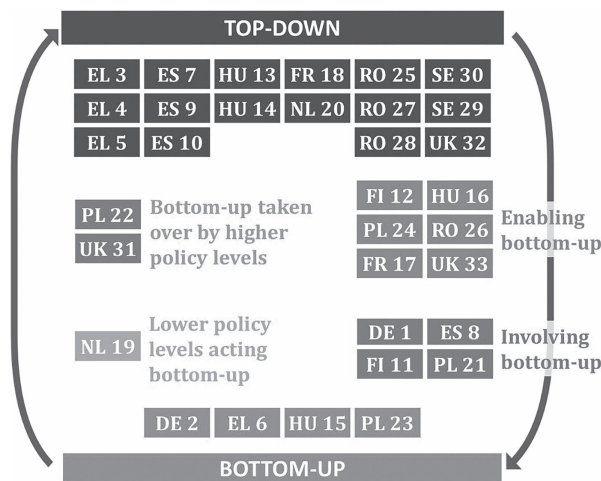 TOP-DOWN
EL 3 ES 7 HU 13 FR 18 RO 25 SE 30
EL 4 ES 9 HU 14 NL 20 RO 27 SE 29
EL 5 ES 10 RO 28 UK 32
PL 22
UK 31
Bottom-up taken
over by higher
policy levels
FI 12 HU 16
PL 24 RO 26
FR 17 UK 33
Enabling
bottom-up
NL 19
Lower policy
levels acting
bottom-up
DE 1 ES 8
FI 11 PL 21
Involving
bottom-up
DE 2 EL 6 HU 15 PL 23
BOTTOM-UP